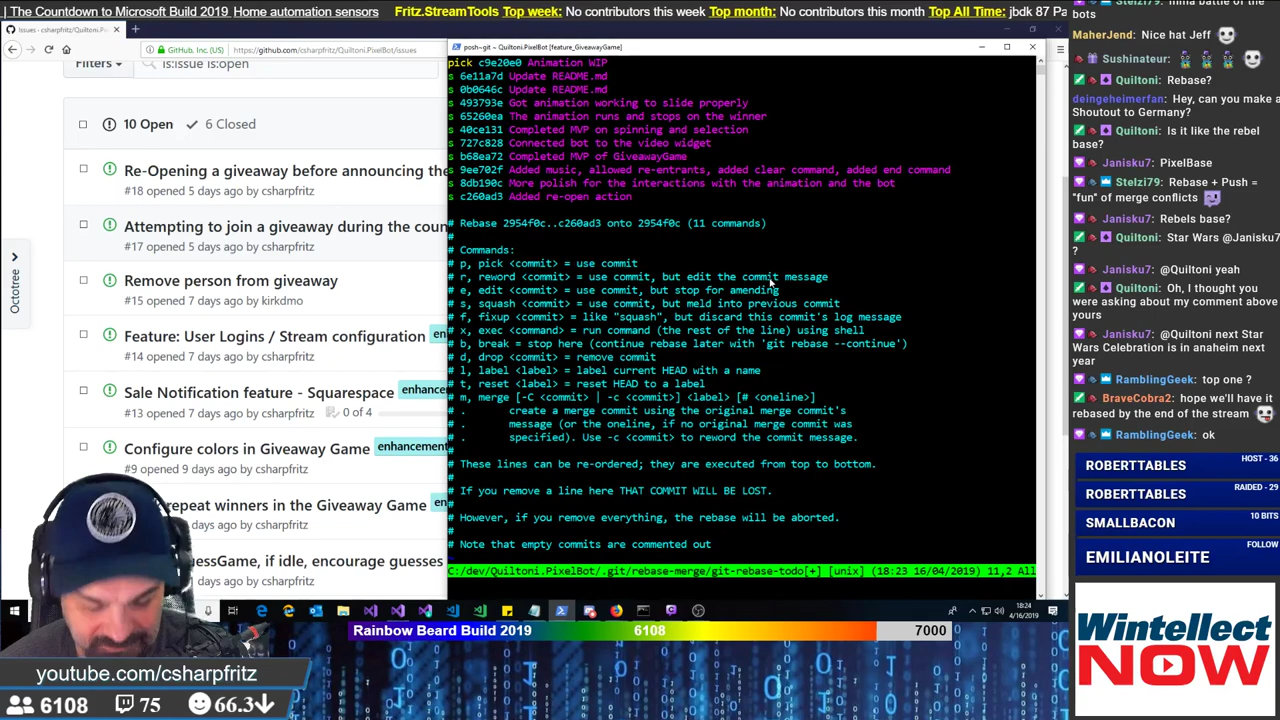 | The Countdown to Microsoft Build 2019, Home automation sensors
Fritz.StreamTools Top week: No contributors this week Top month: No contributors this month Top All Time: jbdk 87 Pa
Issues · csharpfritz/Quiltoni.PixelBot
GitHub, Inc. (US) https://github.com/csharpfritz/Quiltoni.PixelBot/issues
Filters is:issue is:open
10 Open 6 Closed
Re-Opening a giveaway before announcing the
#18 opened 5 days ago by csharpfritz
Attempting to join a giveaway during the coun
#17 opened 5 days ago by csharpfritz
Remove person from giveaway
#15 opened 7 days ago by kirkdmo
Feature: User Logins / Stream configuration en
#14 opened 7 days ago by csharpfritz
Sale Notification feature - Squarespace enhancem
#13 opened 7 days ago by csharpfritz 0 of 4
Configure colors in Giveaway Game enhancement
#9 opened 9 days ago by csharpfritz
repeat winners in the Giveaway Game en
days ago by csharpfritz
essGame, if idle, encourage guesses
days ago by csharpfritz
Octotree
posh~git ~ Quiltoni.PixelBot [feature_GiveawayGame]
pick c9e20e0 Animation WIP
s 6e11a7d Update README.md
s 0b0646c Update README.md
s 493793e Got animation working to slide properly
s 65260ea The animation runs and stops on the winner
s 40ce131 Completed MVP on spinning and selection
s 727c828 Connected bot to the video widget
s b68ea72 Completed MVP of GiveawayGame
s 9ee702f Added music, allowed re-entrants, added clear command, added end command
s 8db190c More polish for the interactions with the animation and the bot
s c260ad3 Added re-open action
# Rebase 2954f0c..c260ad3 onto 2954f0c (11 commands)
#
# Commands:
# p, pick <commit> = use commit
# r, reword <commit> = use commit, but edit the commit message
# e, edit <commit> = use commit, but stop for amending
# s, squash <commit> = use commit, but meld into previous commit
# f, fixup <commit> = like "squash", but discard this commit's log message
# x, exec <command> = run command (the rest of the line) using shell
# b, break = stop here (continue rebase later with 'git rebase --continue')
# d, drop <commit> = remove commit
# l, label <label> = label current HEAD with a name
# t, reset <label> = reset HEAD to a label
# m, merge [-C <commit> | -c <commit>] <label> [# <oneline>]
# . create a merge commit using the original merge commit's
# . message (or the oneline, if no original merge commit was
# . specified). Use -c <commit> to reword the commit message.
#
# These lines can be re-ordered; they are executed from top to bottom.
#
# If you remove a line here THAT COMMIT WILL BE LOST.
#
# However, if you remove everything, the rebase will be aborted.
#
# Note that empty commits are commented out
~
C:/dev/Quiltoni.PixelBot/.git/rebase-merge/git-rebase-todo[+] [unix] (18:23 16/04/2019) 11,2 All
18:24
4/16/2019
bots
MaherJend: Nice hat Jeff
Sushinateur:
Quiltoni: Rebase?
deingeheimerfan: Hey, can you make a
Shoutout to Germany?
Quiltoni: Is it like the rebel
base?
Janisku7: PixelBase
Stelzi79: Rebase + Push =
"fun" of merge conflicts
Janisku7: Rebels base?
Quiltoni: Star Wars @Janisku7
?
Janisku7: @Quiltoni yeah
Quiltoni: Oh, I thought you
were asking about my comment above
yours
Janisku7: @Quiltoni next Star
Wars Celebration is in anaheim next
year
RamblingGeek: top one ?
BraveCobra2: hope we'll have it
rebased by the end of the stream
RamblingGeek: ok
ROBERTTABLES HOST - 36
ROBERTTABLES RAIDED - 29
SMALLBACON 10 BITS
EMILIANOLEITE FOLLOW
Wintellect
NOW
Rainbow Beard Build 2019 6108 7000
youtube.com/csharpfritz
6108 75 66.3